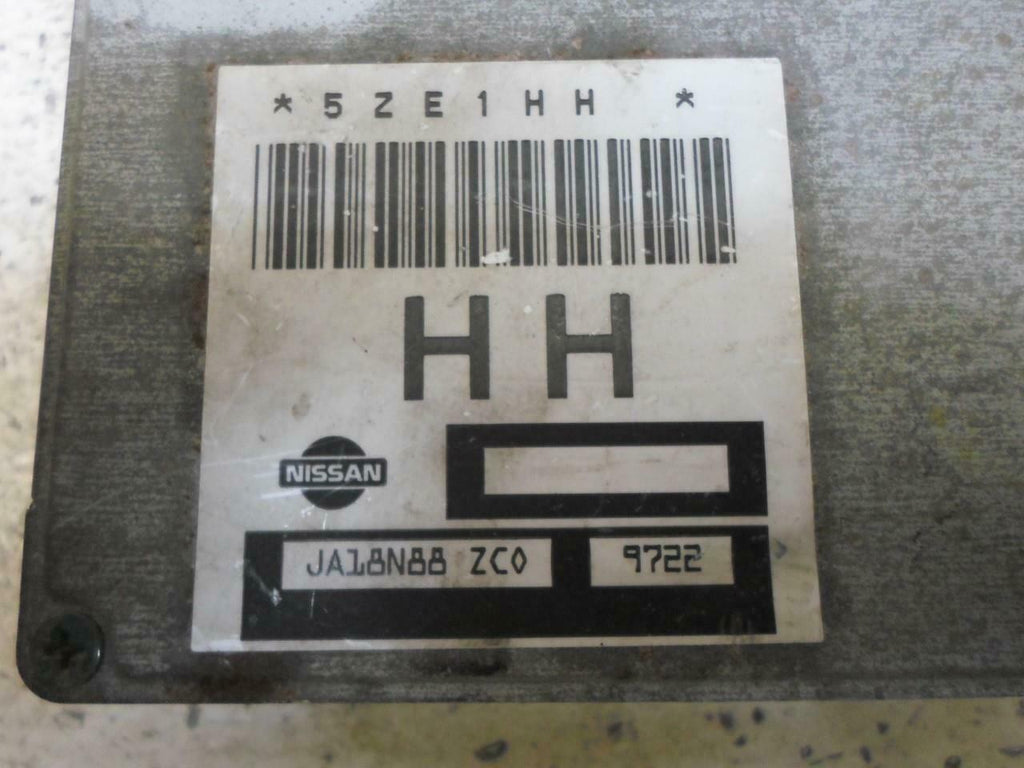 *5ZE1HH *
HH
NISSAN
JA18N88 ZC0 9722